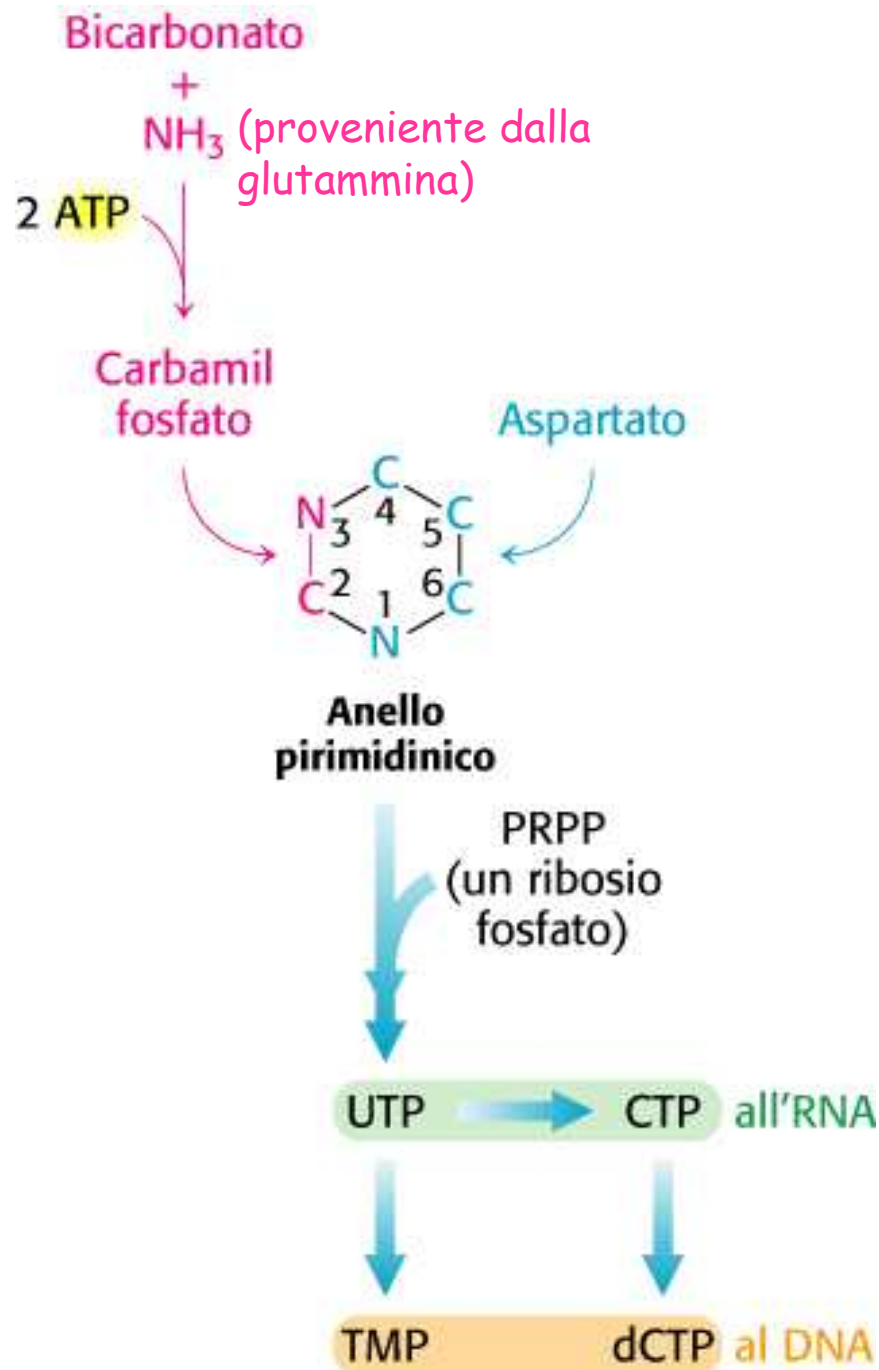 Bicarbonato
+
NH₃ (proveniente dalla
glutammina)
2 ATP
Carbamil
fosfato
Aspartato
C
N C
3 4 5
C 2 1 6 C
N
Anello
pirimidinico
PRPP
(un ribosio
fosfato)
UTP CTP all'RNA
TMP dCTP al DNA